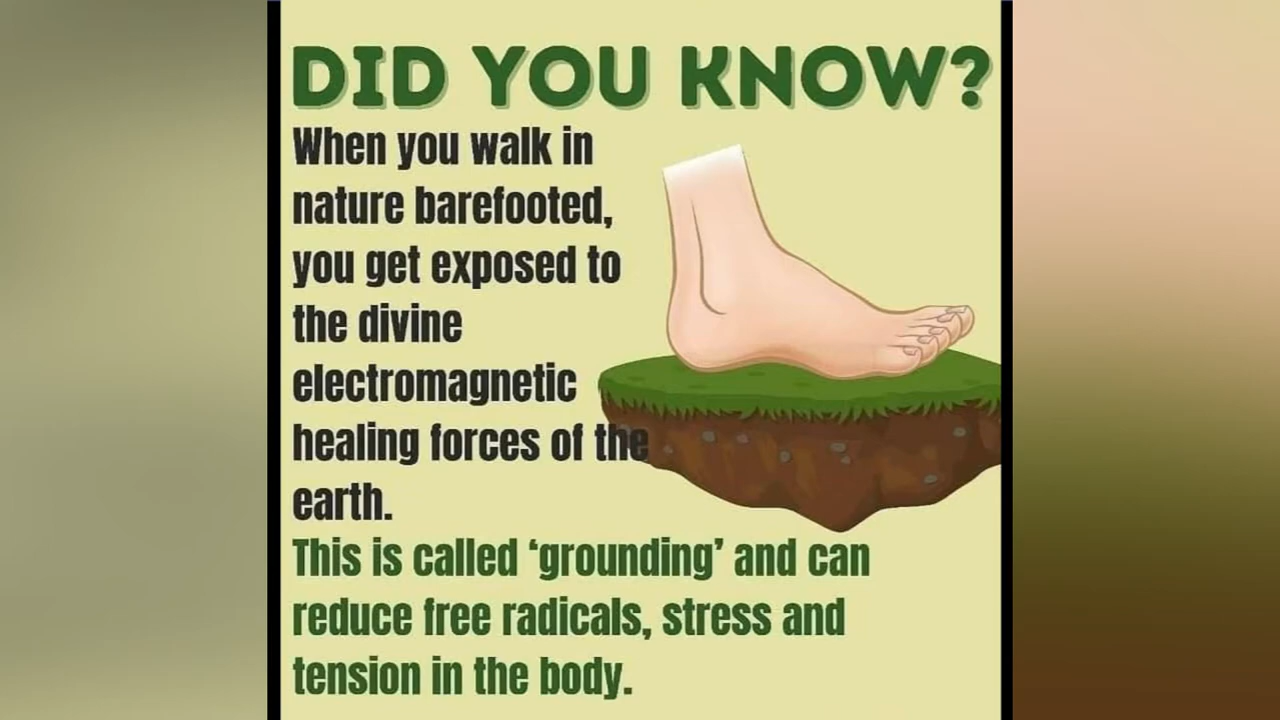 DID YOU KNOW?
When you walk in
nature barefooted,
you get exposed to
the divine
electromagnetic
healing forces of the
earth.
This is called ‘grounding’ and can
reduce free radicals, stress and
tension in the body.